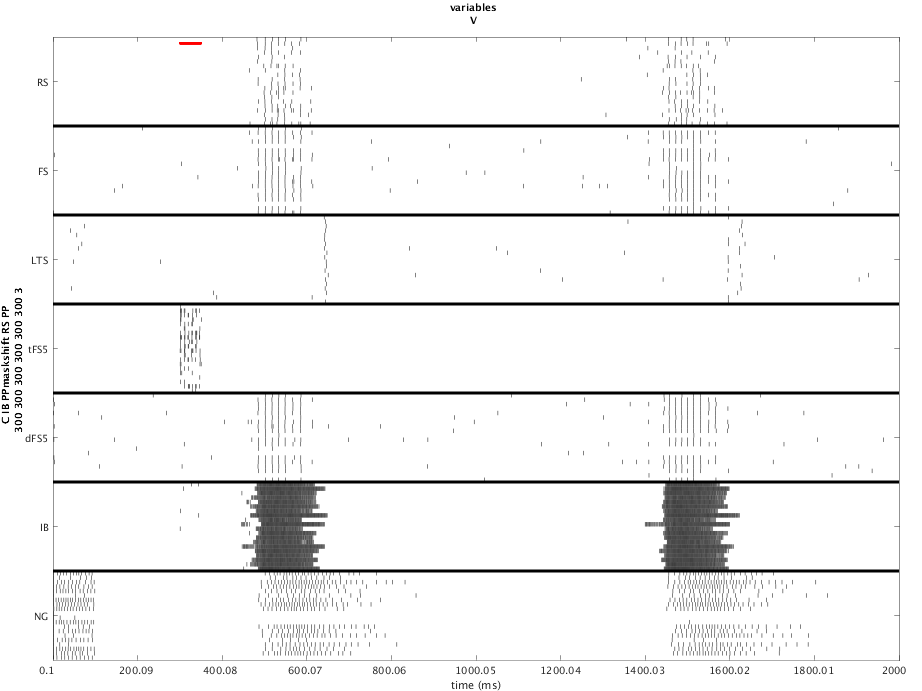 variables
V
RS
FS
LTS
tFS5
dFS5
IB
NG
C IB PPmaskshift RS PP
300 300 300 300 300 300 3
0.1 200.09 400.08 600.07 800.06 1000.05 1200.04 1400.03 1600.02 1800.01 2000
time (ms)